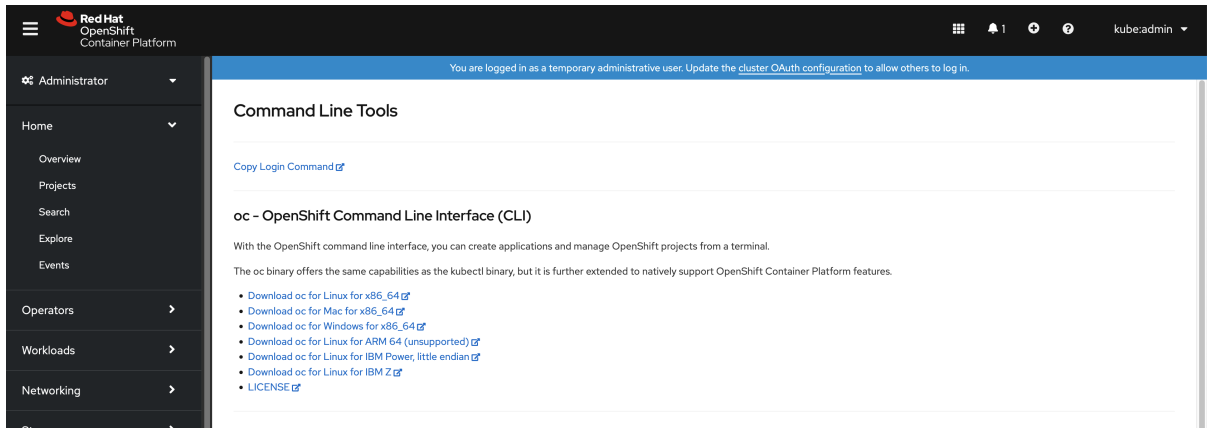 Red Hat
OpenShift
Container Platform
1
kube:admin
Administrator
You are logged in as a temporary administrative user. Update the cluster OAuth configuration to allow others to log in.
Home
Overview
Projects
Search
Explore
Events
Operators
Workloads
Networking
Command Line Tools
Copy Login Command
oc - OpenShift Command Line Interface (CLI)
With the OpenShift command line interface, you can create applications and manage OpenShift projects from a terminal.
The oc binary offers the same capabilities as the kubectl binary, but it is further extended to natively support OpenShift Container Platform features.
• Download oc for Linux for x86_64
• Download oc for Mac for x86_64
• Download oc for Windows for x86_64
• Download oc for Linux for ARM 64 (unsupported)
• Download oc for Linux for IBM Power, little endian
• Download oc for Linux for IBM Z
• LICENSE